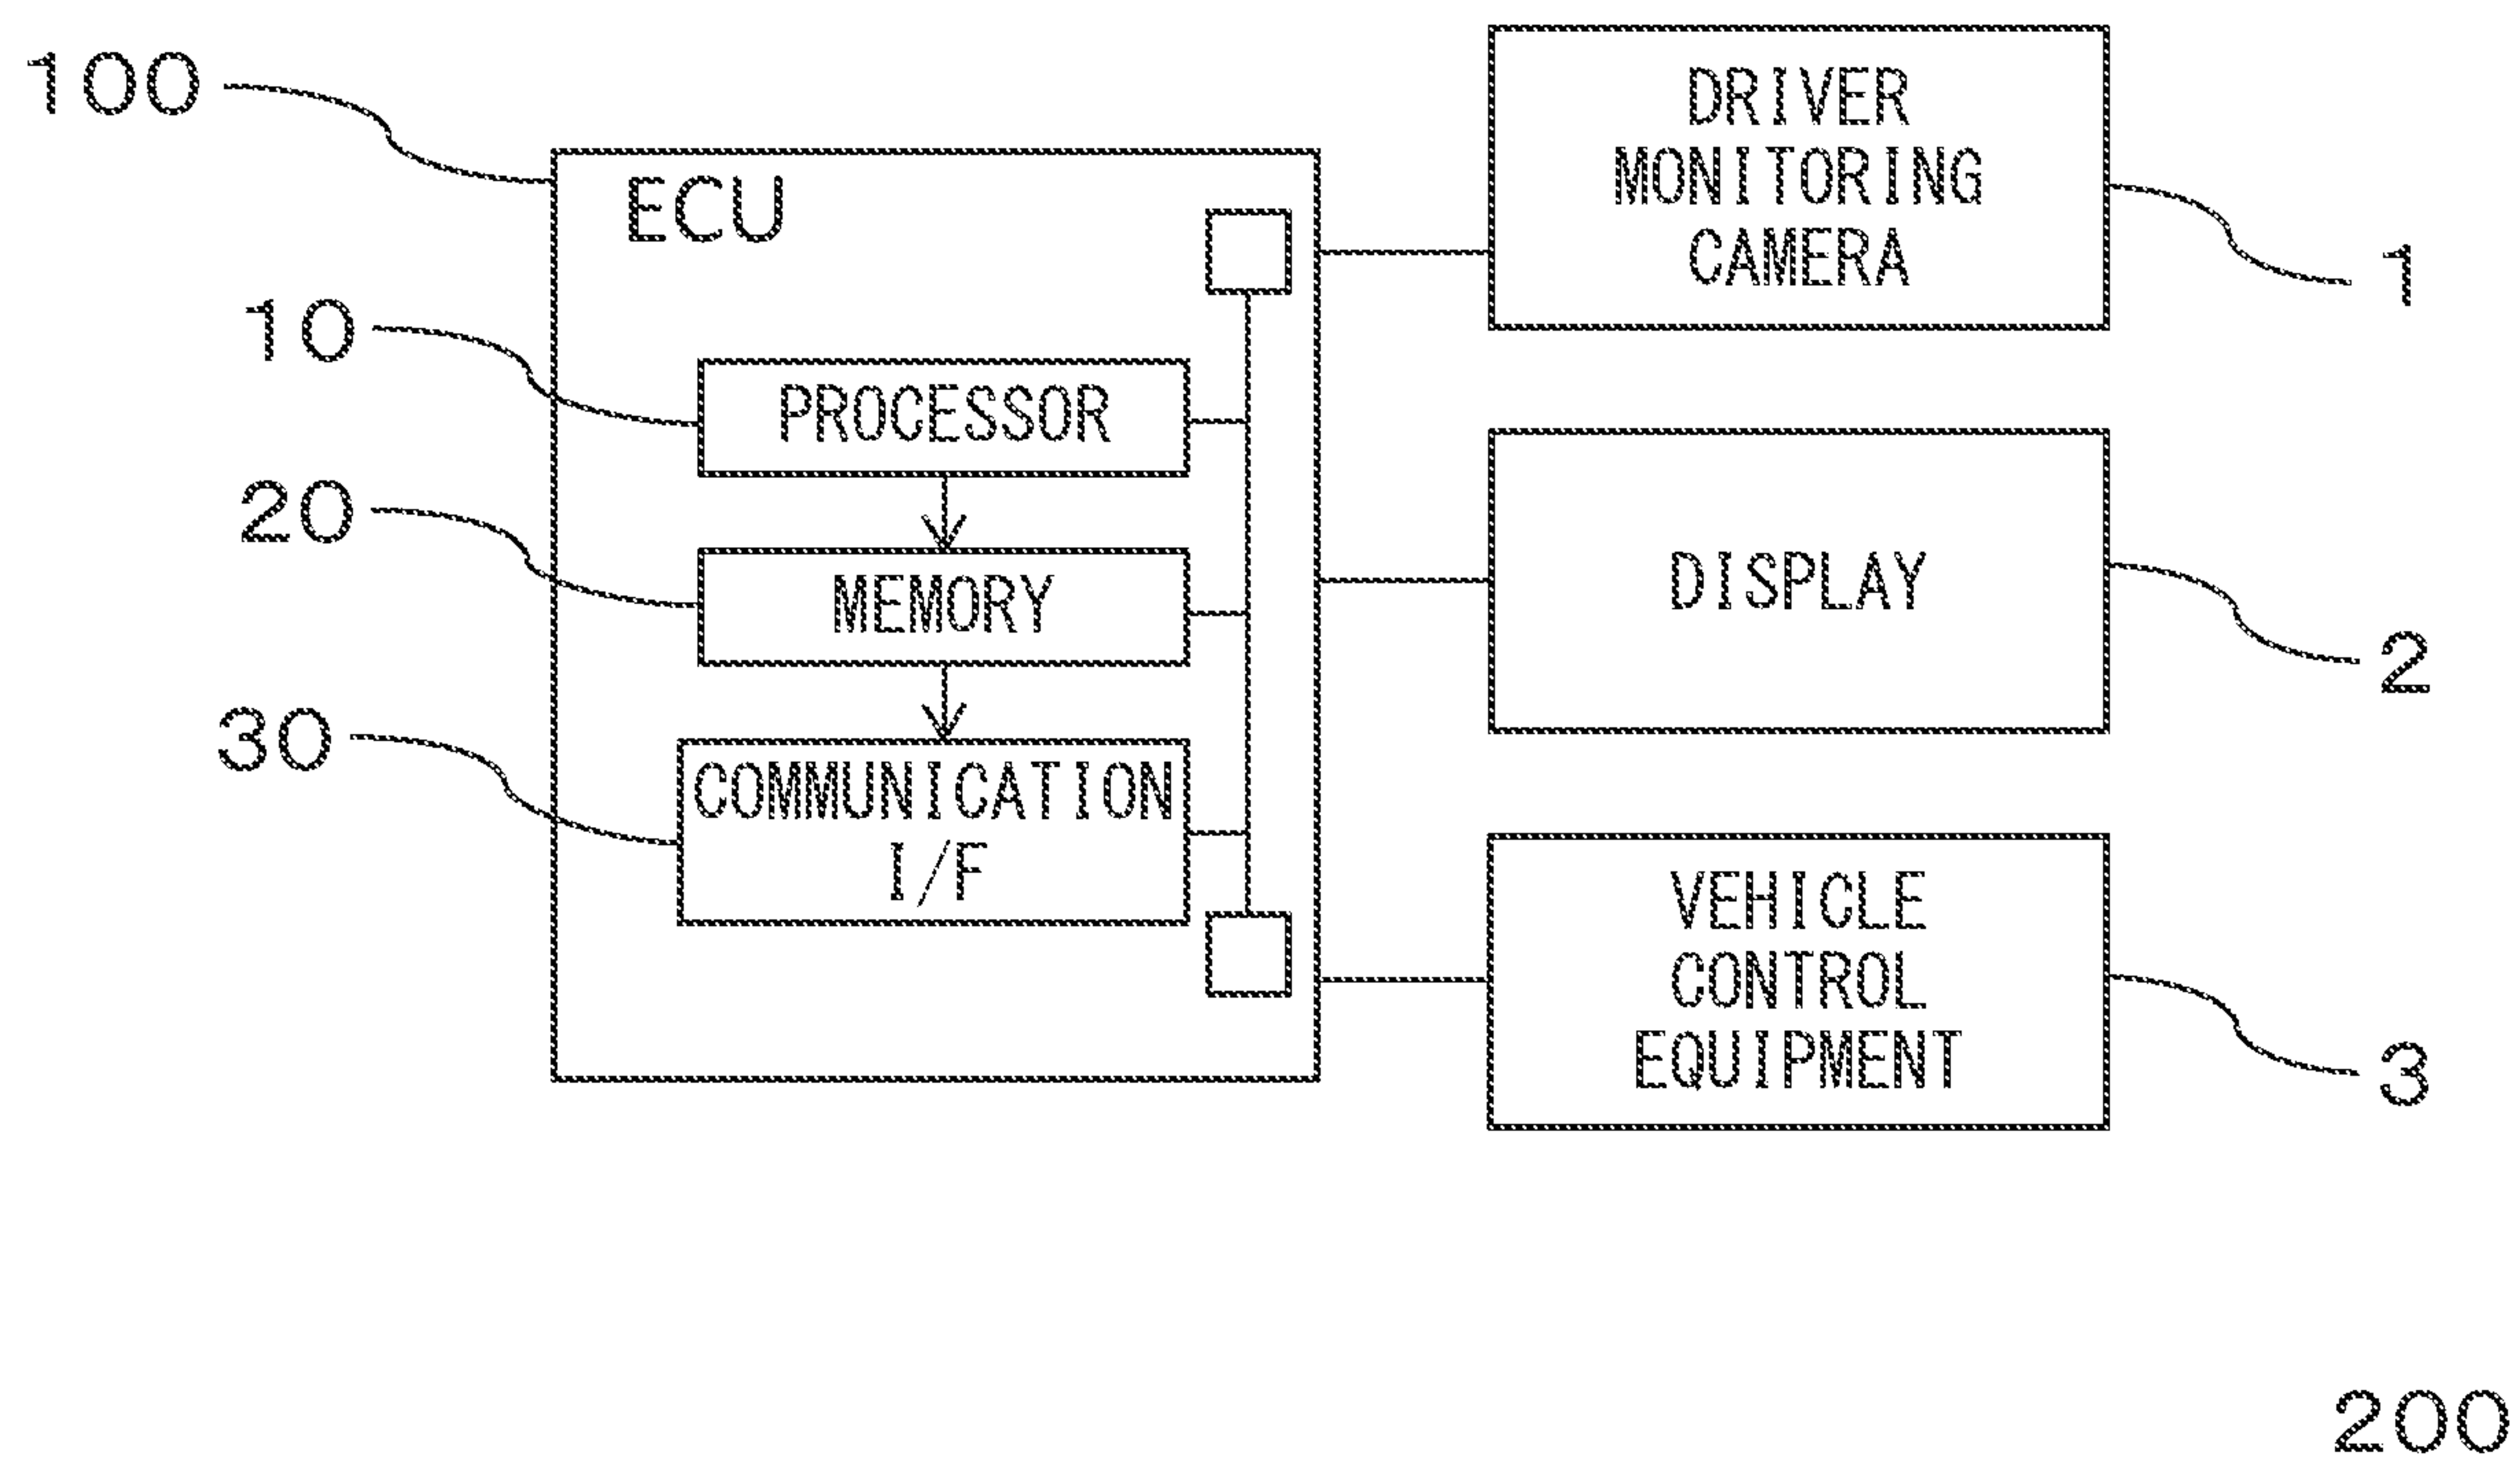 100
ECU
10
PROCESSOR
20
MEMORY
30
COMMUNICATION
I/F
DRIVER
MONITORING
CAMERA
1
DISPLAY
2
VEHICLE
CONTROL
EQUIPMENT
3
200